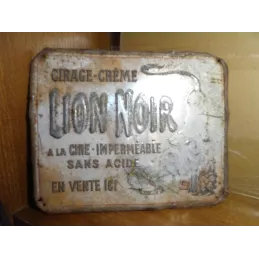 CIRAGE-CRÈME
LION NOIR
A LA CIRE-IMPERMÉABLE
SANS ACIDE
EN VENTE ICI